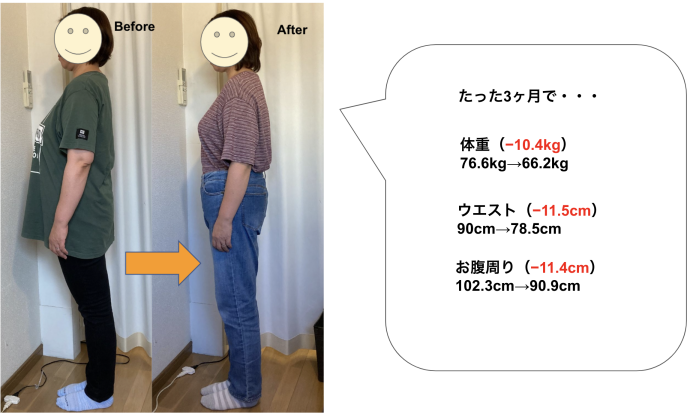 Before
After
たった3ヶ月で・・・
体重（−10.4kg）
76.6kg→66.2kg
ウエスト（−11.5cm）
90cm→78.5cm
お腹周り（−11.4cm）
102.3cm→90.9cm